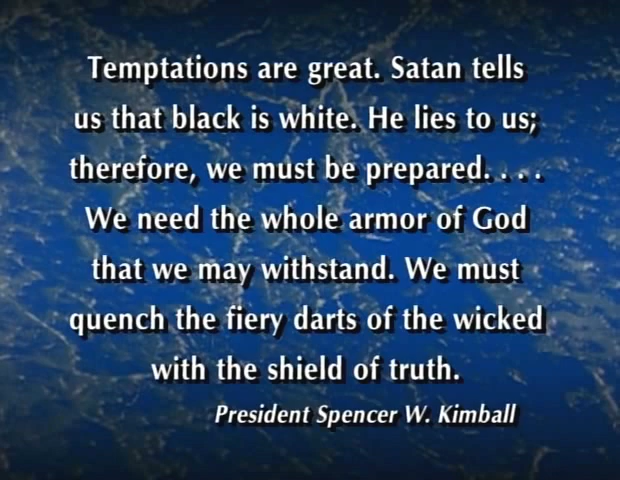 Temptations are great. Satan tells
us that black is white. He lies to us;
therefore, we must be prepared. . . .
We need the whole armor of God
that we may withstand. We must
quench the fiery darts of the wicked
with the shield of truth.
President Spencer W. Kimball